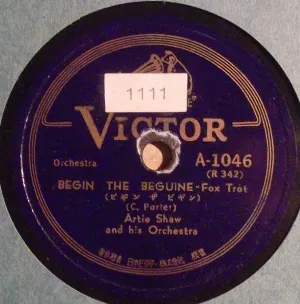 1111
VICTOR
Orchestra
A-1046
(R 342)
BEGIN THE BEGUINE-Fox Trot
(ビギン ザ ビギン)
(C. Porter)
Artie Shaw
and his Orchestra